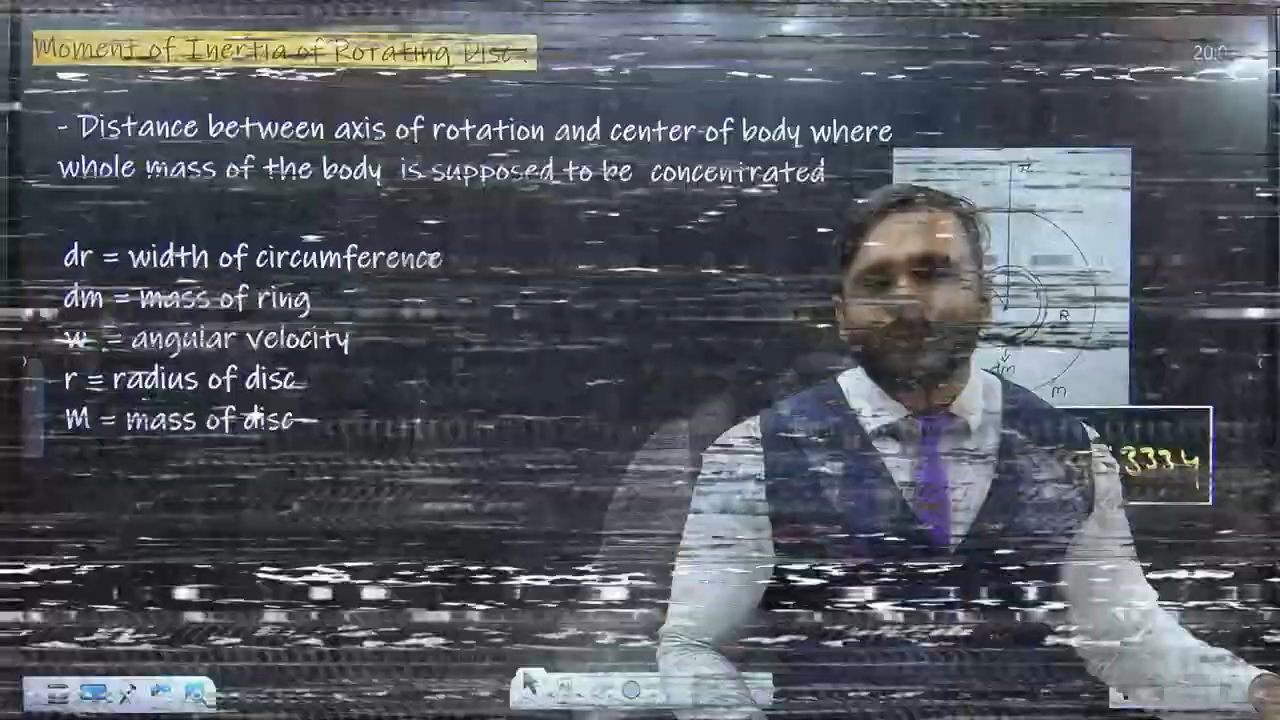 Moment of Inertia of Rotating Disc:
- Distance between axis of rotation and center of body where
whole mass of the body is supposed to be concentrated
dr = width of circumference
dm = mass of ring
w = angular velocity
r = radius of disc
M = mass of disc
R
dm
m
3334